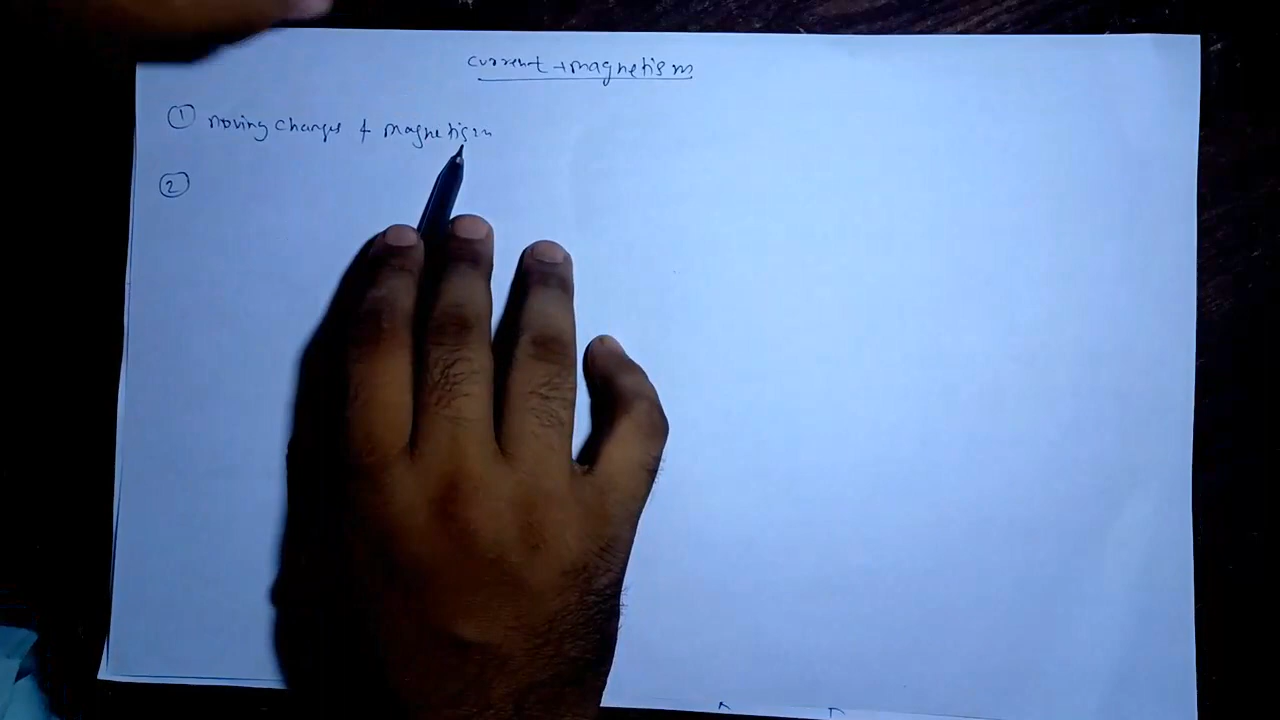 current + magnetism
① moving charges & magnetism
②